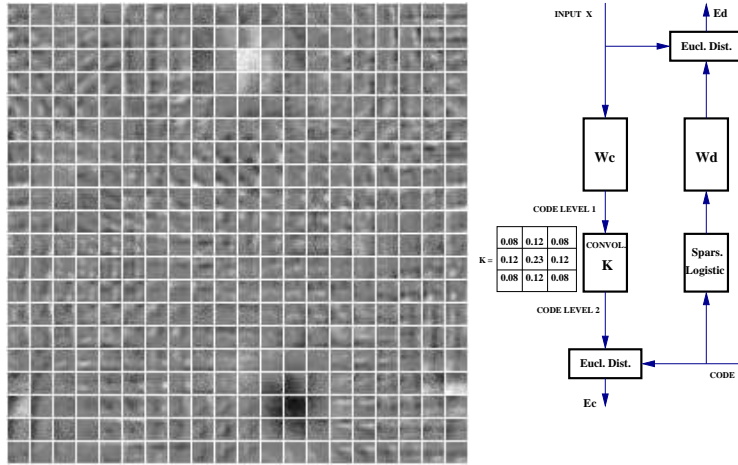 INPUT X
Ed
Eucl. Dist.
Wc
Wd
CODE LEVEL 1
K =
0.08 0.12 0.08
0.12 0.23 0.12
0.08 0.12 0.08
CONVOL.
K
Spars.
Logistic
CODE LEVEL 2
Eucl. Dist.
CODE
Ec